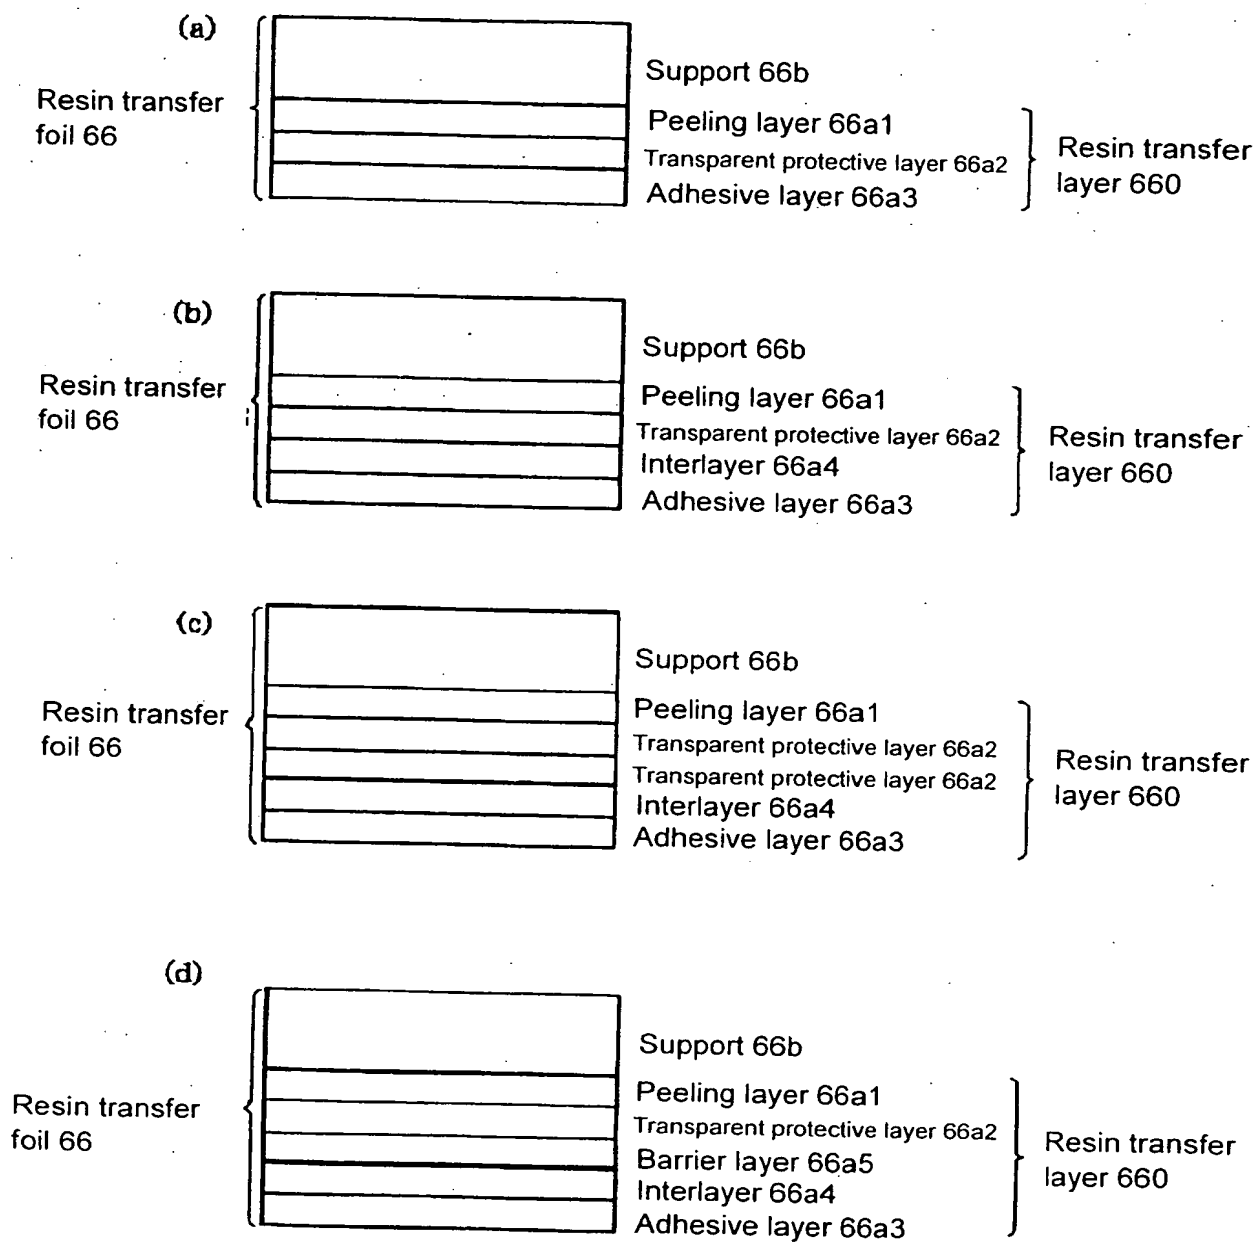 (a)
Support 66b
Resin transfer
foil 66
Peeling layer 66a1
Transparent protective layer 66a2
Adhesive layer 66a3
Resin transfer
layer 660
(b)
Support 66b
Resin transfer
foil 66
Peeling layer 66a1
Transparent protective layer 66a2
Interlayer 66a4
Adhesive layer 66a3
Resin transfer
layer 660
(c)
Support 66b
Resin transfer
foil 66
Peeling layer 66a1
Transparent protective layer 66a2
Transparent protective layer 66a2
Interlayer 66a4
Adhesive layer 66a3
Resin transfer
layer 660
(d)
Support 66b
Resin transfer
foil 66
Peeling layer 66a1
Transparent protective layer 66a2
Barrier layer 66a5
Interlayer 66a4
Adhesive layer 66a3
Resin transfer
layer 660